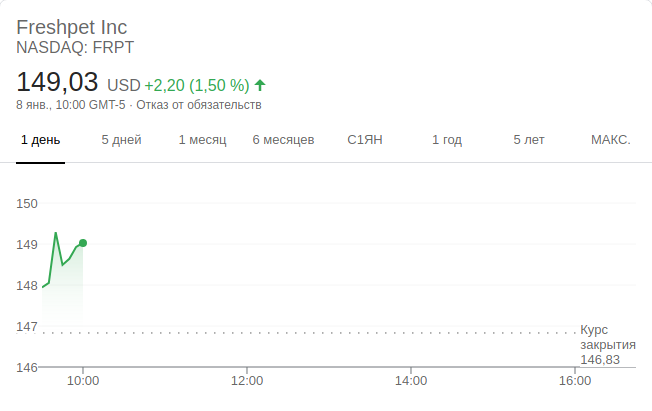 Freshpet Inc
NASDAQ: FRPT
149,03 USD +2,20 (1,50 %)
8 янв., 10:00 GMT-5 · Отказ от обязательств
1 день 5 дней 1 месяц 6 месяцев С1ЯН 1 год 5 лет МАКС.
150
149
148
147
146
Курс
закрытия
146,83
10:00 12:00 14:00 16:00